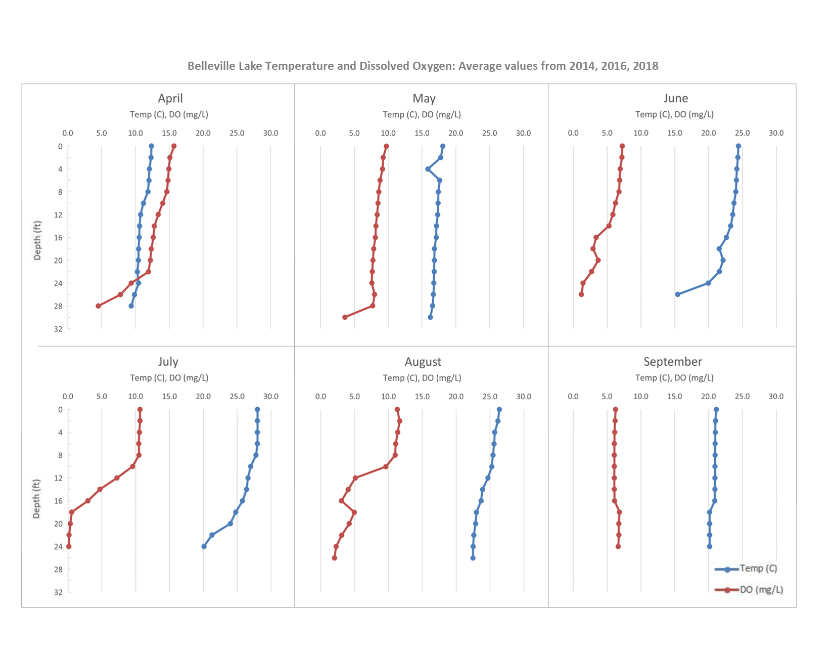 Belleville Lake Temperature and Dissolved Oxygen: Average values from 2014, 2016, 2018
April
Temp (C), DO (mg/L)
0.0 5.0 10.0 15.0 20.0 25.0 30.0
0
4
8
12
16
20
24
28
32
Depth (ft)
May
Temp (C), DO (mg/L)
0.0 5.0 10.0 15.0 20.0 25.0 30.0
June
Temp (C), DO (mg/L)
0.0 5.0 10.0 15.0 20.0 25.0 30.0
July
Temp (C), DO (mg/L)
0.0 5.0 10.0 15.0 20.0 25.0 30.0
0
4
8
12
16
20
24
28
32
Depth (ft)
August
Temp (C), DO (mg/L)
0.0 5.0 10.0 15.0 20.0 25.0 30.0
September
Temp (C), DO (mg/L)
0.0 5.0 10.0 15.0 20.0 25.0 30.0
Temp (C)
DO (mg/L)